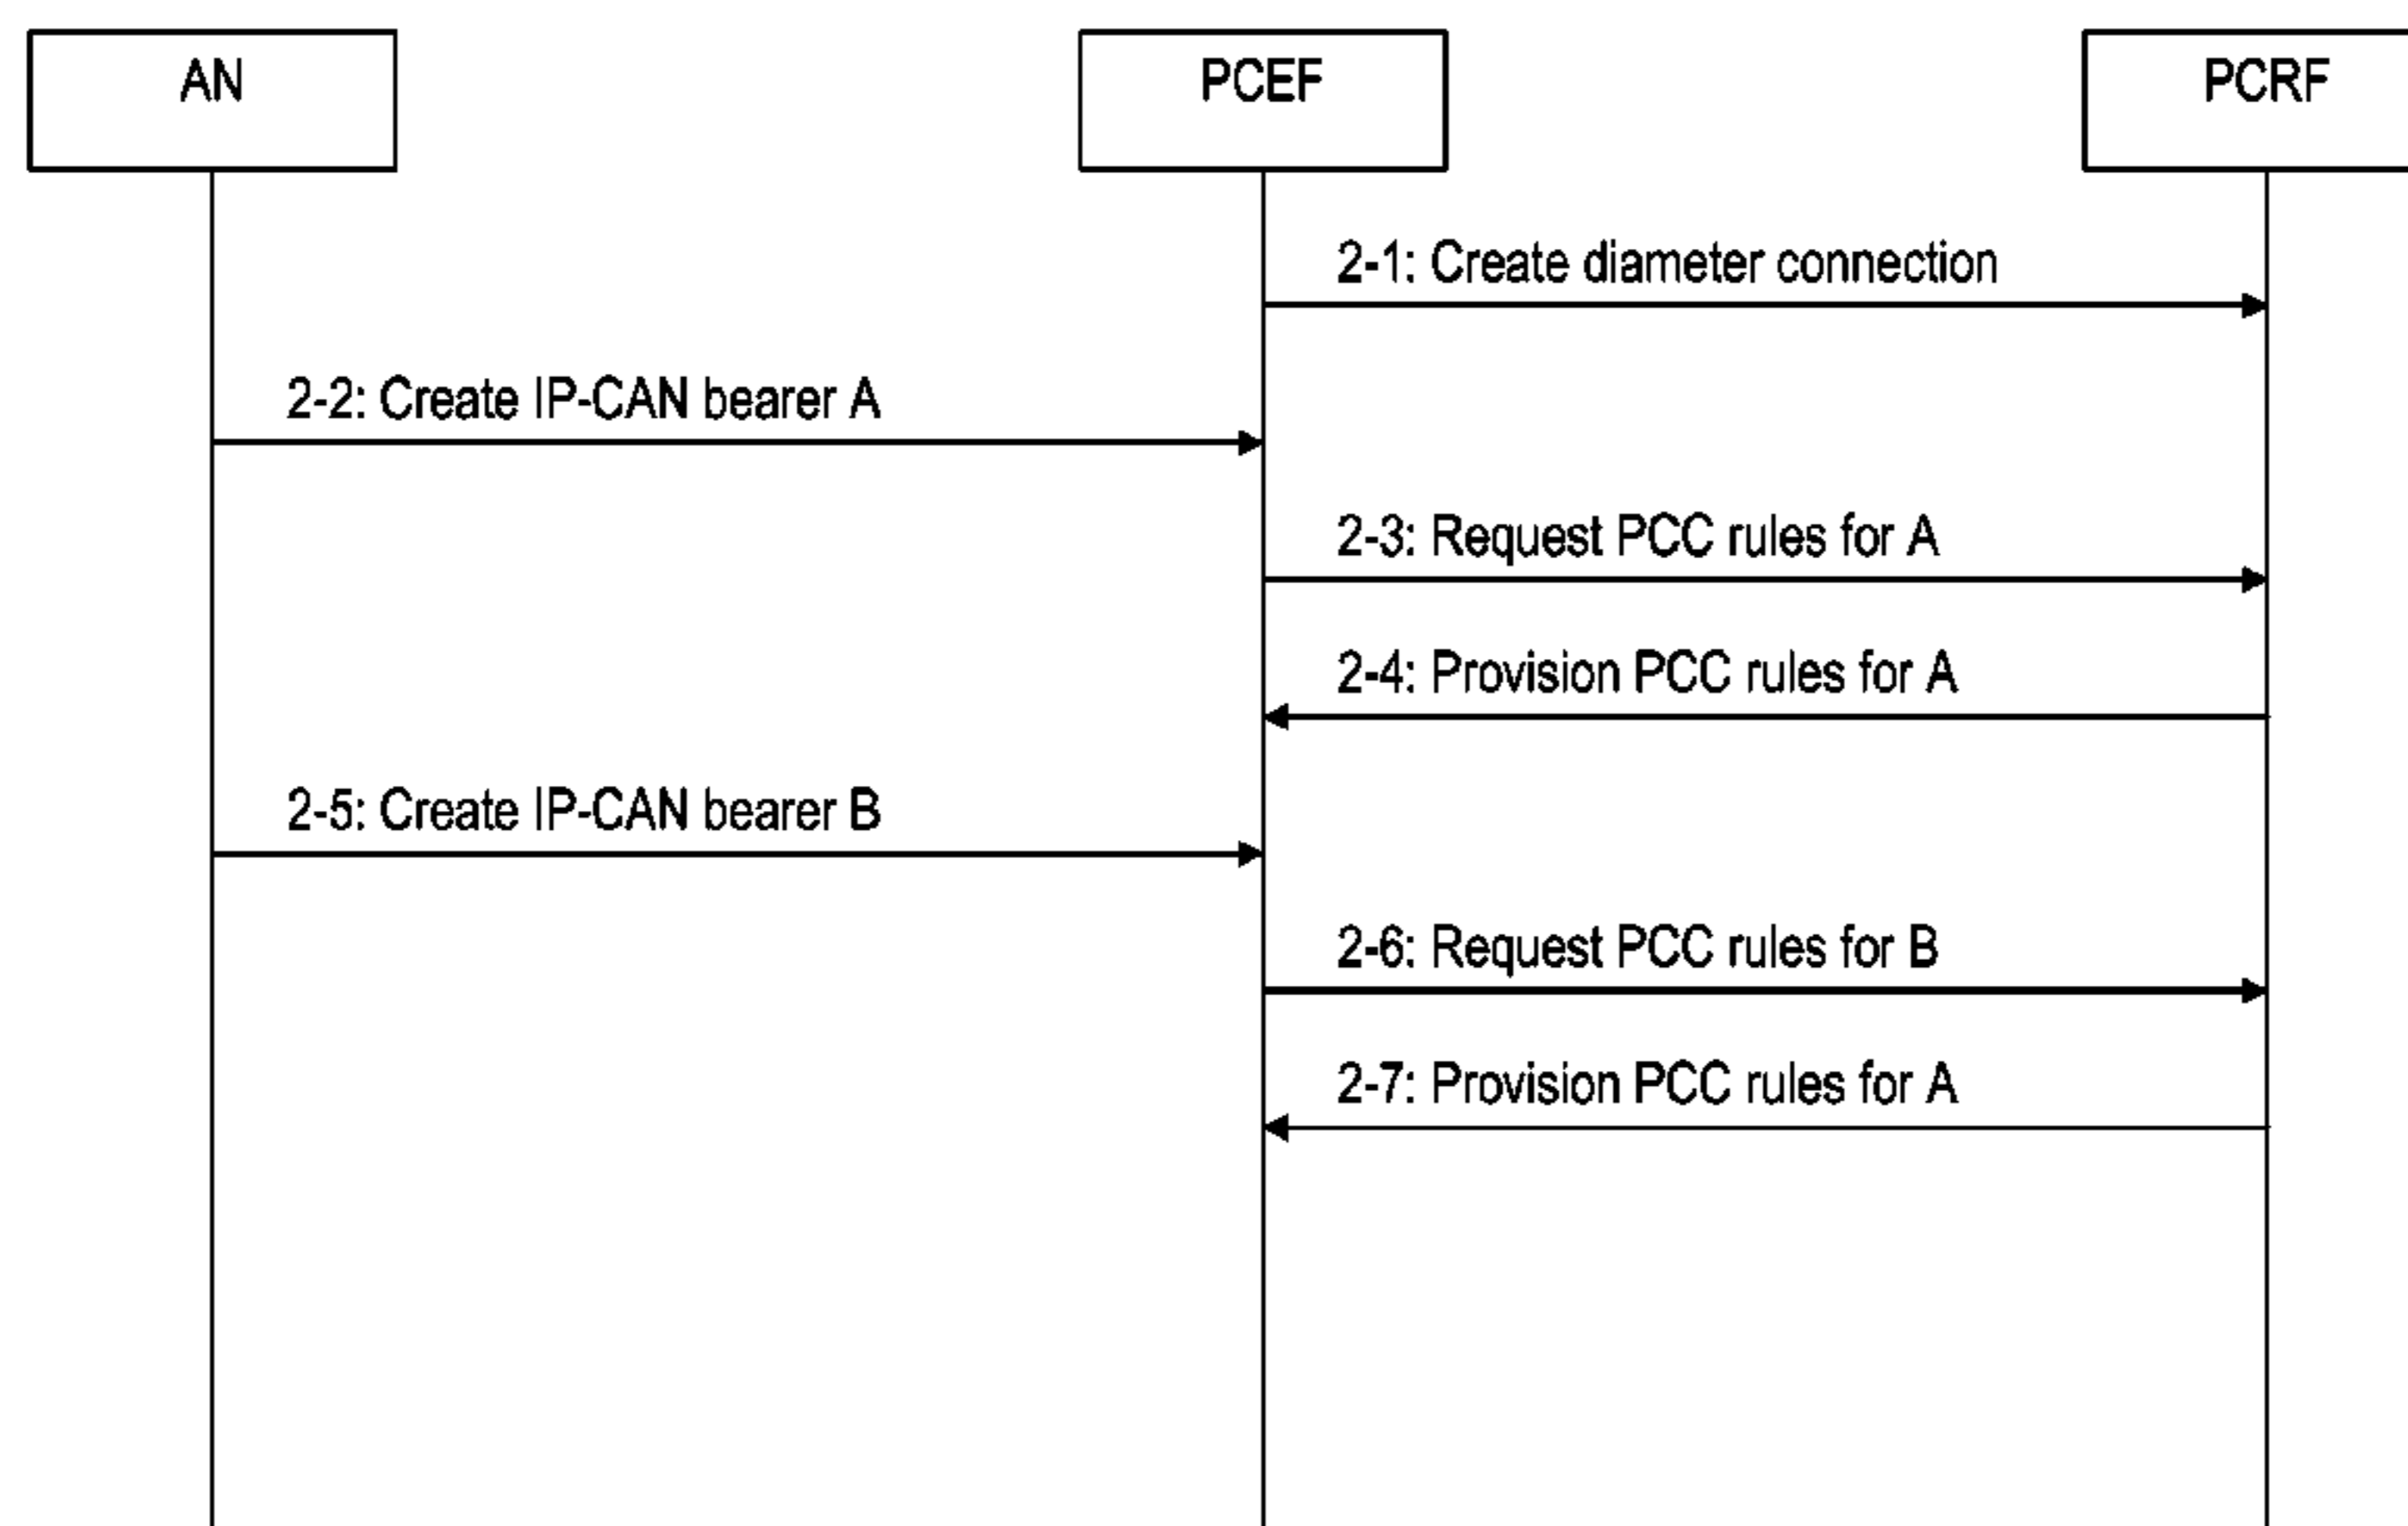 AN
PCEF
PCRF
2-1: Create diameter connection
2-2: Create IP-CAN bearer A
2-3: Request PCC rules for A
2-4: Provision PCC rules for A
2-5: Create IP-CAN bearer B
2-6: Request PCC rules for B
2-7: Provision PCC rules for A